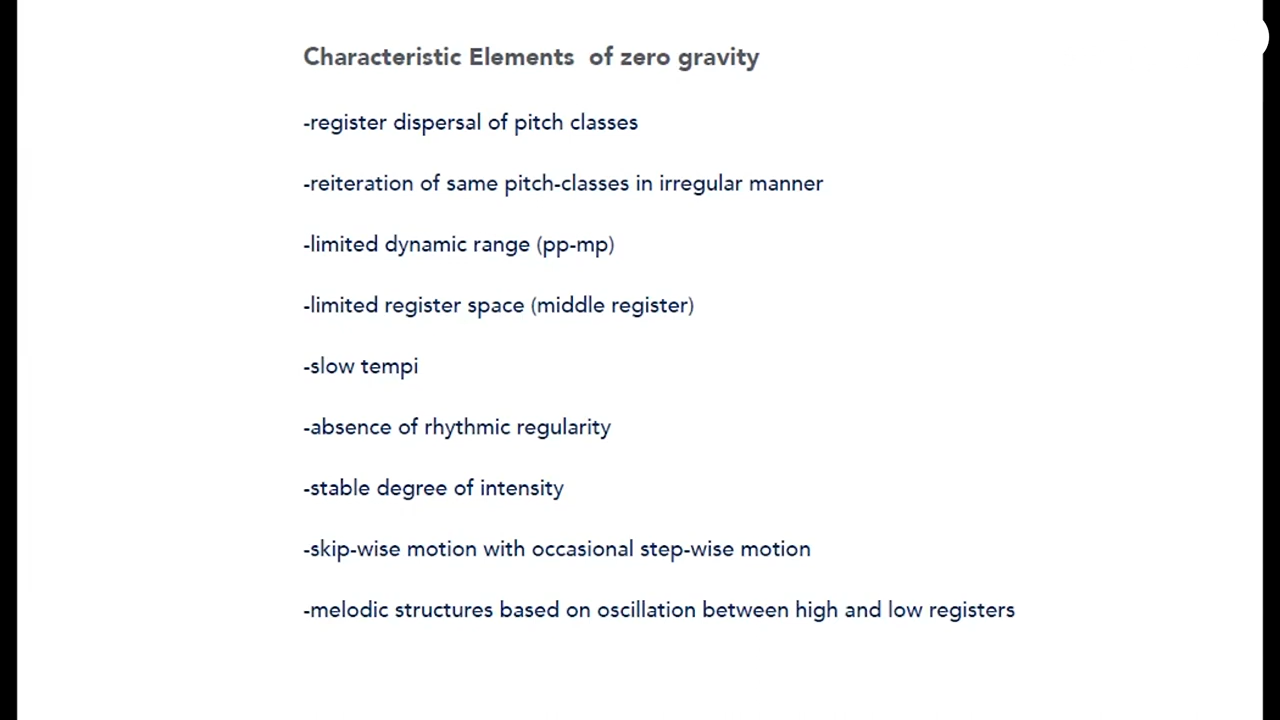 Characteristic Elements  of zero gravity
-register dispersal of pitch classes
-reiteration of same pitch-classes in irregular manner
-limited dynamic range (pp-mp)
-limited register space (middle register)
-slow tempi
-absence of rhythmic regularity
-stable degree of intensity
-skip-wise motion with occasional step-wise motion
-melodic structures based on oscillation between high and low registers